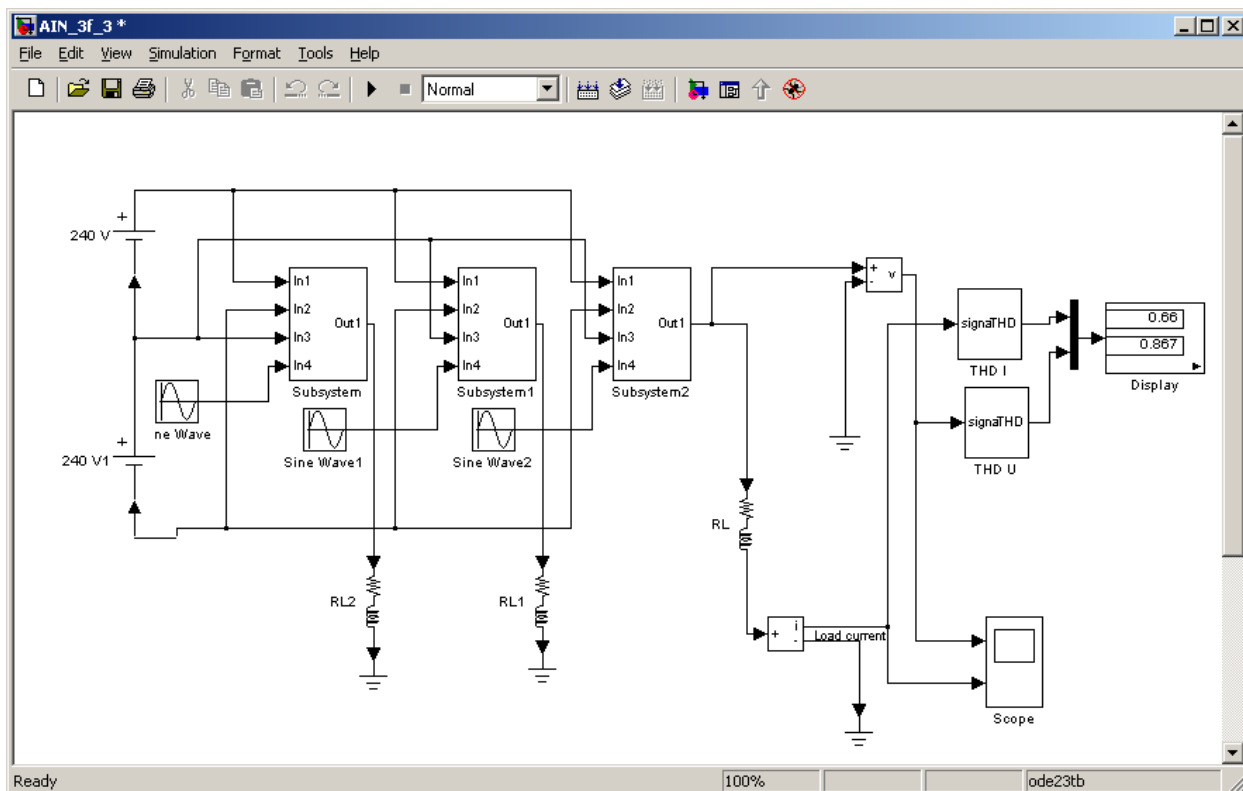 AIN_3f_3 *
File Edit View Simulation Format Tools Help
Normal
+
240 V
In1
In2
In3
In4
Out1
Subsystem
In1
In2
In3
In4
Out1
Subsystem1
In1
In2
In3
In4
Out1
Subsystem2
+
-
v
signaTHD
THD I
0.66
0.867
Display
ne Wave
Sine Wave1
Sine Wave2
signaTHD
THD U
+
240 V1
RL
RL2
RL1
+
i
-
Load current
Scope
Ready
100%
ode23tb